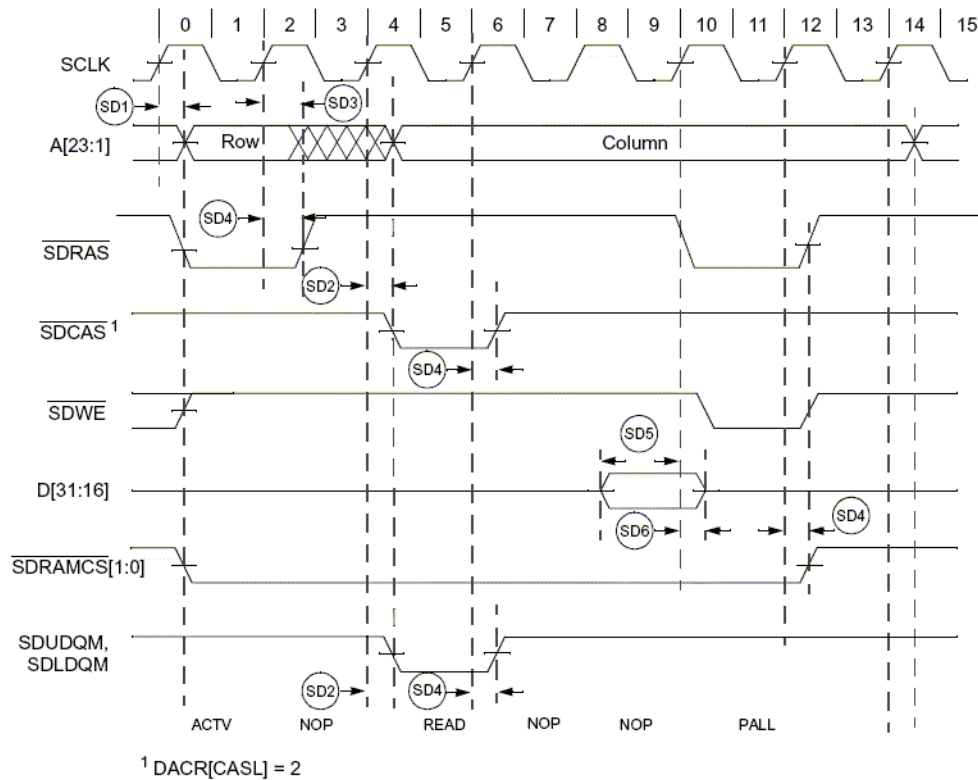 0 1 2 3 4 5 6 7 8 9 10 11 12 13 14 15
SCLK
SD1
SD3
A[23:1]
Row
Column
SD4
SDRAS
SD2
SDCAS 1
SD4
SDWE
SD5
D[31:16]
SD6
SD4
SDRAMCS[1:0]
SDUDQM,
SDLDQM
SD2
SD4
ACTV NOP READ NOP NOP PALL
1 DACR[CASL] = 2